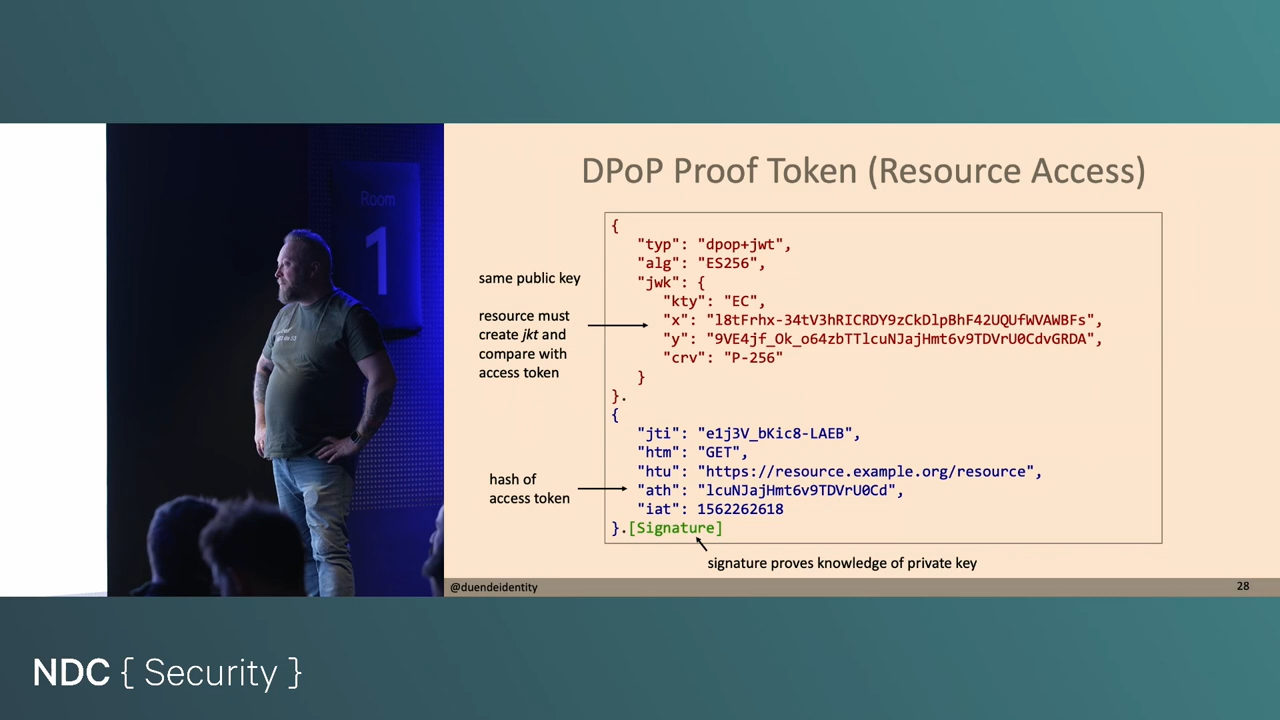 Room
1
DPoP Proof Token (Resource Access)
same public key
resource must
create jkt and
compare with
access token
{
"typ": "dpop+jwt",
"alg": "ES256",
"jwk": {
"kty": "EC",
"x": "l8tFrhx-34tV3hRICRDY9zCkDlpBhF42UQUfWVAWBFs",
"y": "9VE4jf_Ok_o64zbTTlcuNJajHmt6v9TDVrU0CdvGRDA",
"crv": "P-256"
}
}.
{
"jti": "e1j3V_bKic8-LAEB",
"htm": "GET",
"htu": "https://resource.example.org/resource",
hash of
access token
"ath": "lcuNJajHmt6v9TDVrU0Cd",
"iat": 1562262618
}.[Signature]
signature proves knowledge of private key
@duendeidentity
28
NDC { Security }